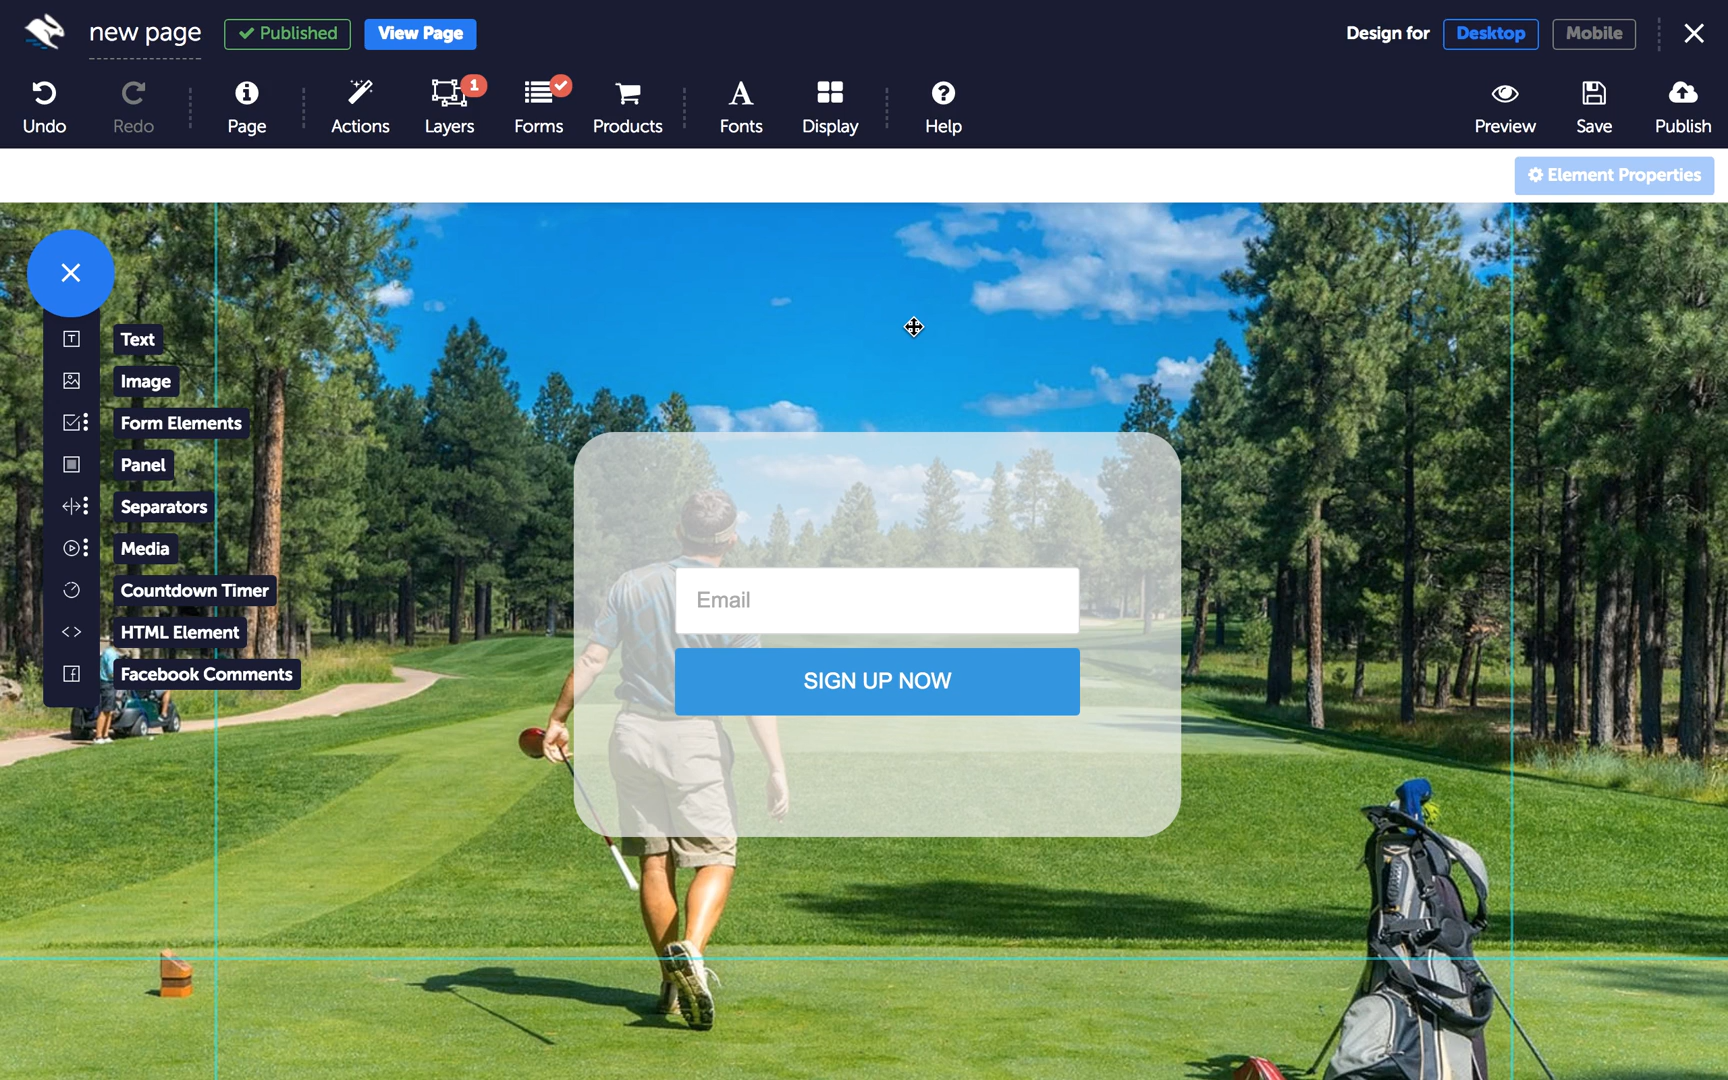 new page
Published
View Page
Design for
Desktop
Mobile
Undo
Redo
Page
Actions
Layers
1
Forms
Products
Fonts
Display
Help
Preview
Save
Publish
Element Properties
Text
Image
Form Elements
Panel
Separators
Media
Countdown Timer
HTML Element
Facebook Comments
Email
SIGN UP NOW